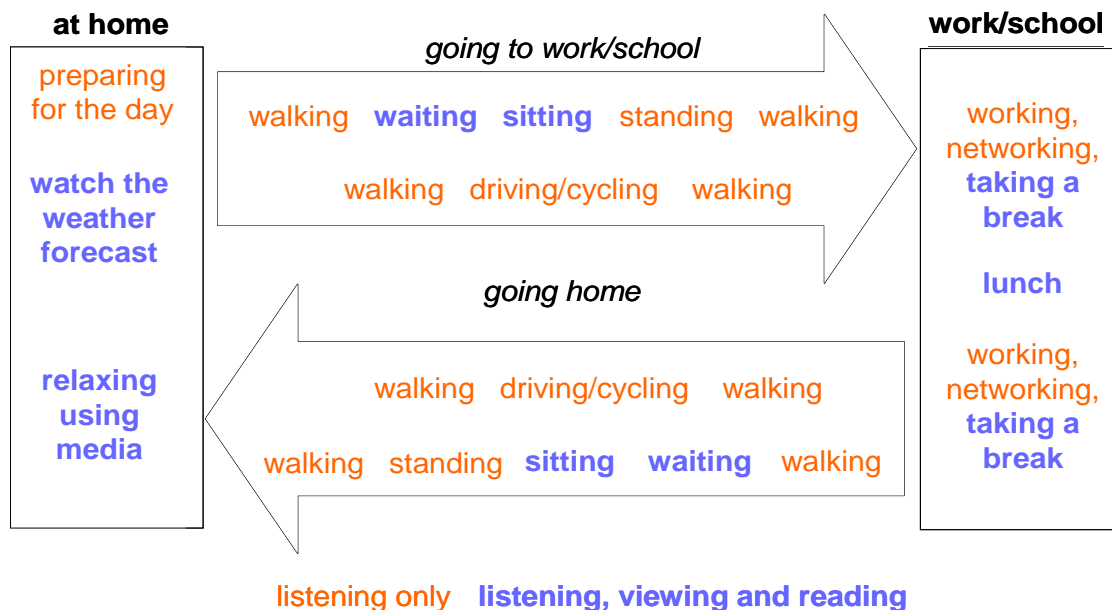 at home
preparing
for the day
watch the
weather
forecast
relaxing
using
media
going to work/school
walking waiting sitting standing walking
walking driving/cycling walking
going home
walking driving/cycling walking
walking standing sitting waiting walking
work/school
working,
networking,
taking a
break
lunch
working,
networking,
taking a
break
listening only listening, viewing and reading